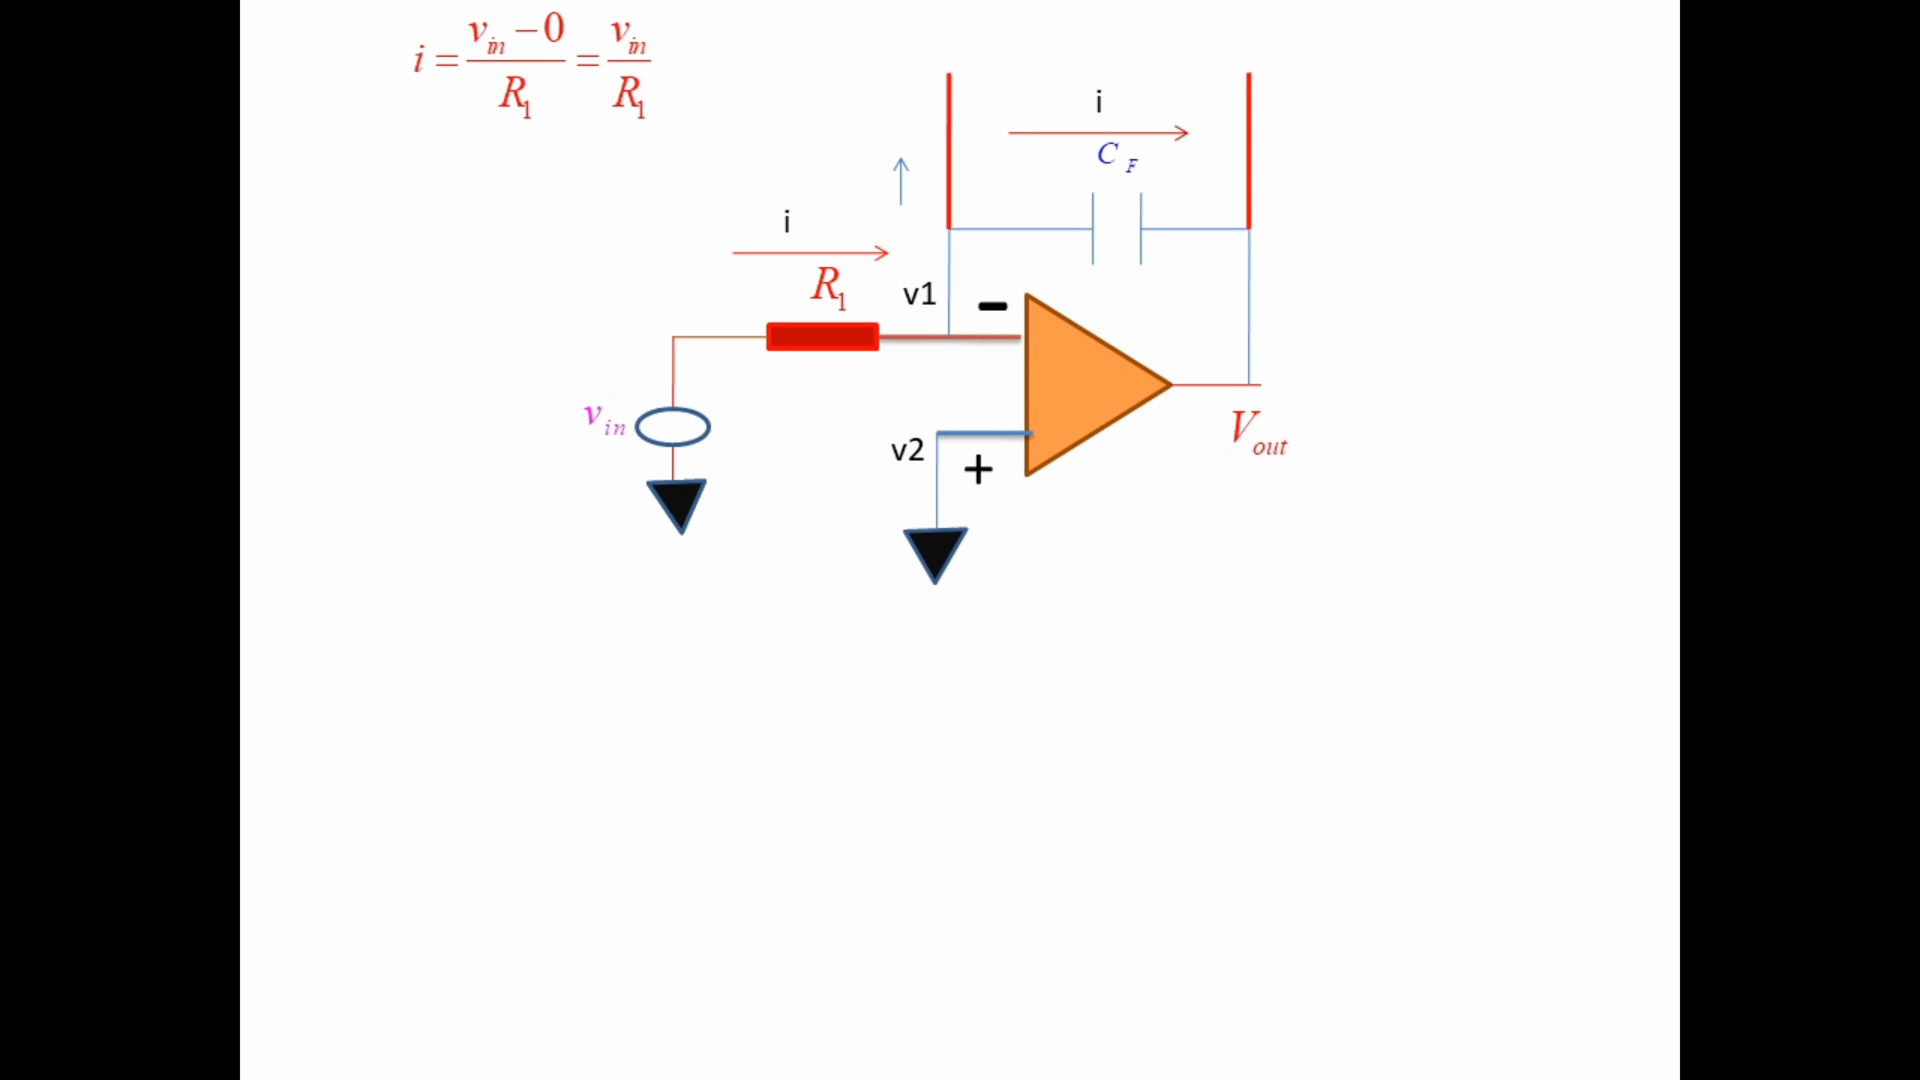 i = (v_in − 0) / R_1 = v_in / R_1
i
C_F
i
R_1
v1
−
v_in
v2
+
V_out